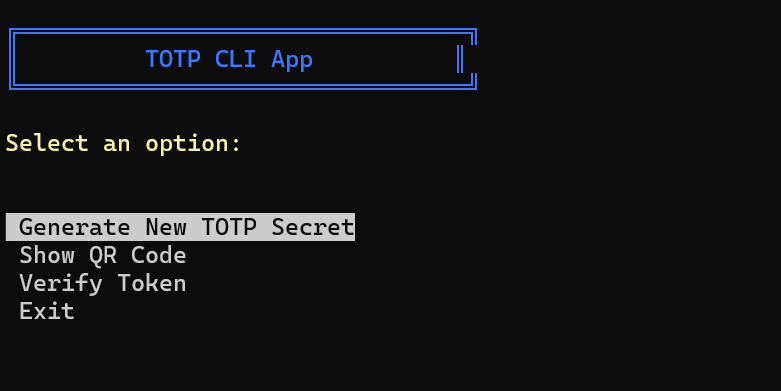 TOTP CLI App
Select an option:
Generate New TOTP Secret
Show QR Code
Verify Token
Exit